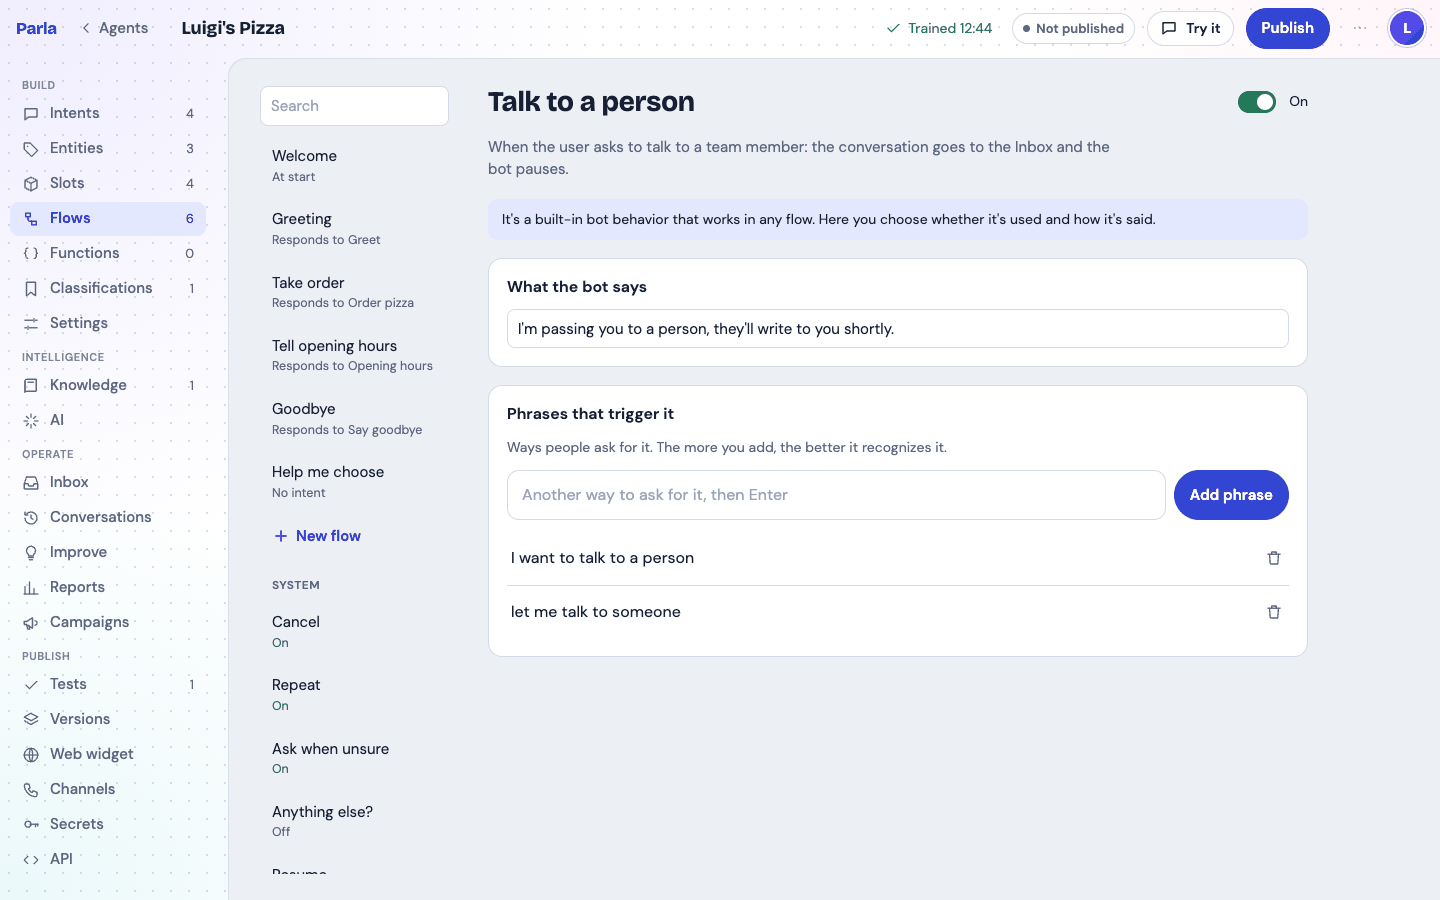 Parla
Agents
Luigi's Pizza
Trained 12:44
Not published
Try it
Publish
L
BUILD
Intents 4
Entities 3
Slots 4
Flows 6
Functions 0
Classifications 1
Settings
INTELLIGENCE
Knowledge 1
AI
OPERATE
Inbox
Conversations
Improve
Reports
Campaigns
PUBLISH
Tests 1
Versions
Web widget
Channels
Secrets
API
Search
Welcome
At start
Greeting
Responds to Greet
Take order
Responds to Order pizza
Tell opening hours
Responds to Opening hours
Goodbye
Responds to Say goodbye
Help me choose
No intent
New flow
SYSTEM
Cancel
On
Repeat
On
Ask when unsure
On
Anything else?
Off
Talk to a person
On
When the user asks to talk to a team member: the conversation goes to the Inbox and the
bot pauses.
It's a built-in bot behavior that works in any flow. Here you choose whether it's used and how it's said.
What the bot says
I'm passing you to a person, they'll write to you shortly.
Phrases that trigger it
Ways people ask for it. The more you add, the better it recognizes it.
Another way to ask for it, then Enter
Add phrase
I want to talk to a person
let me talk to someone